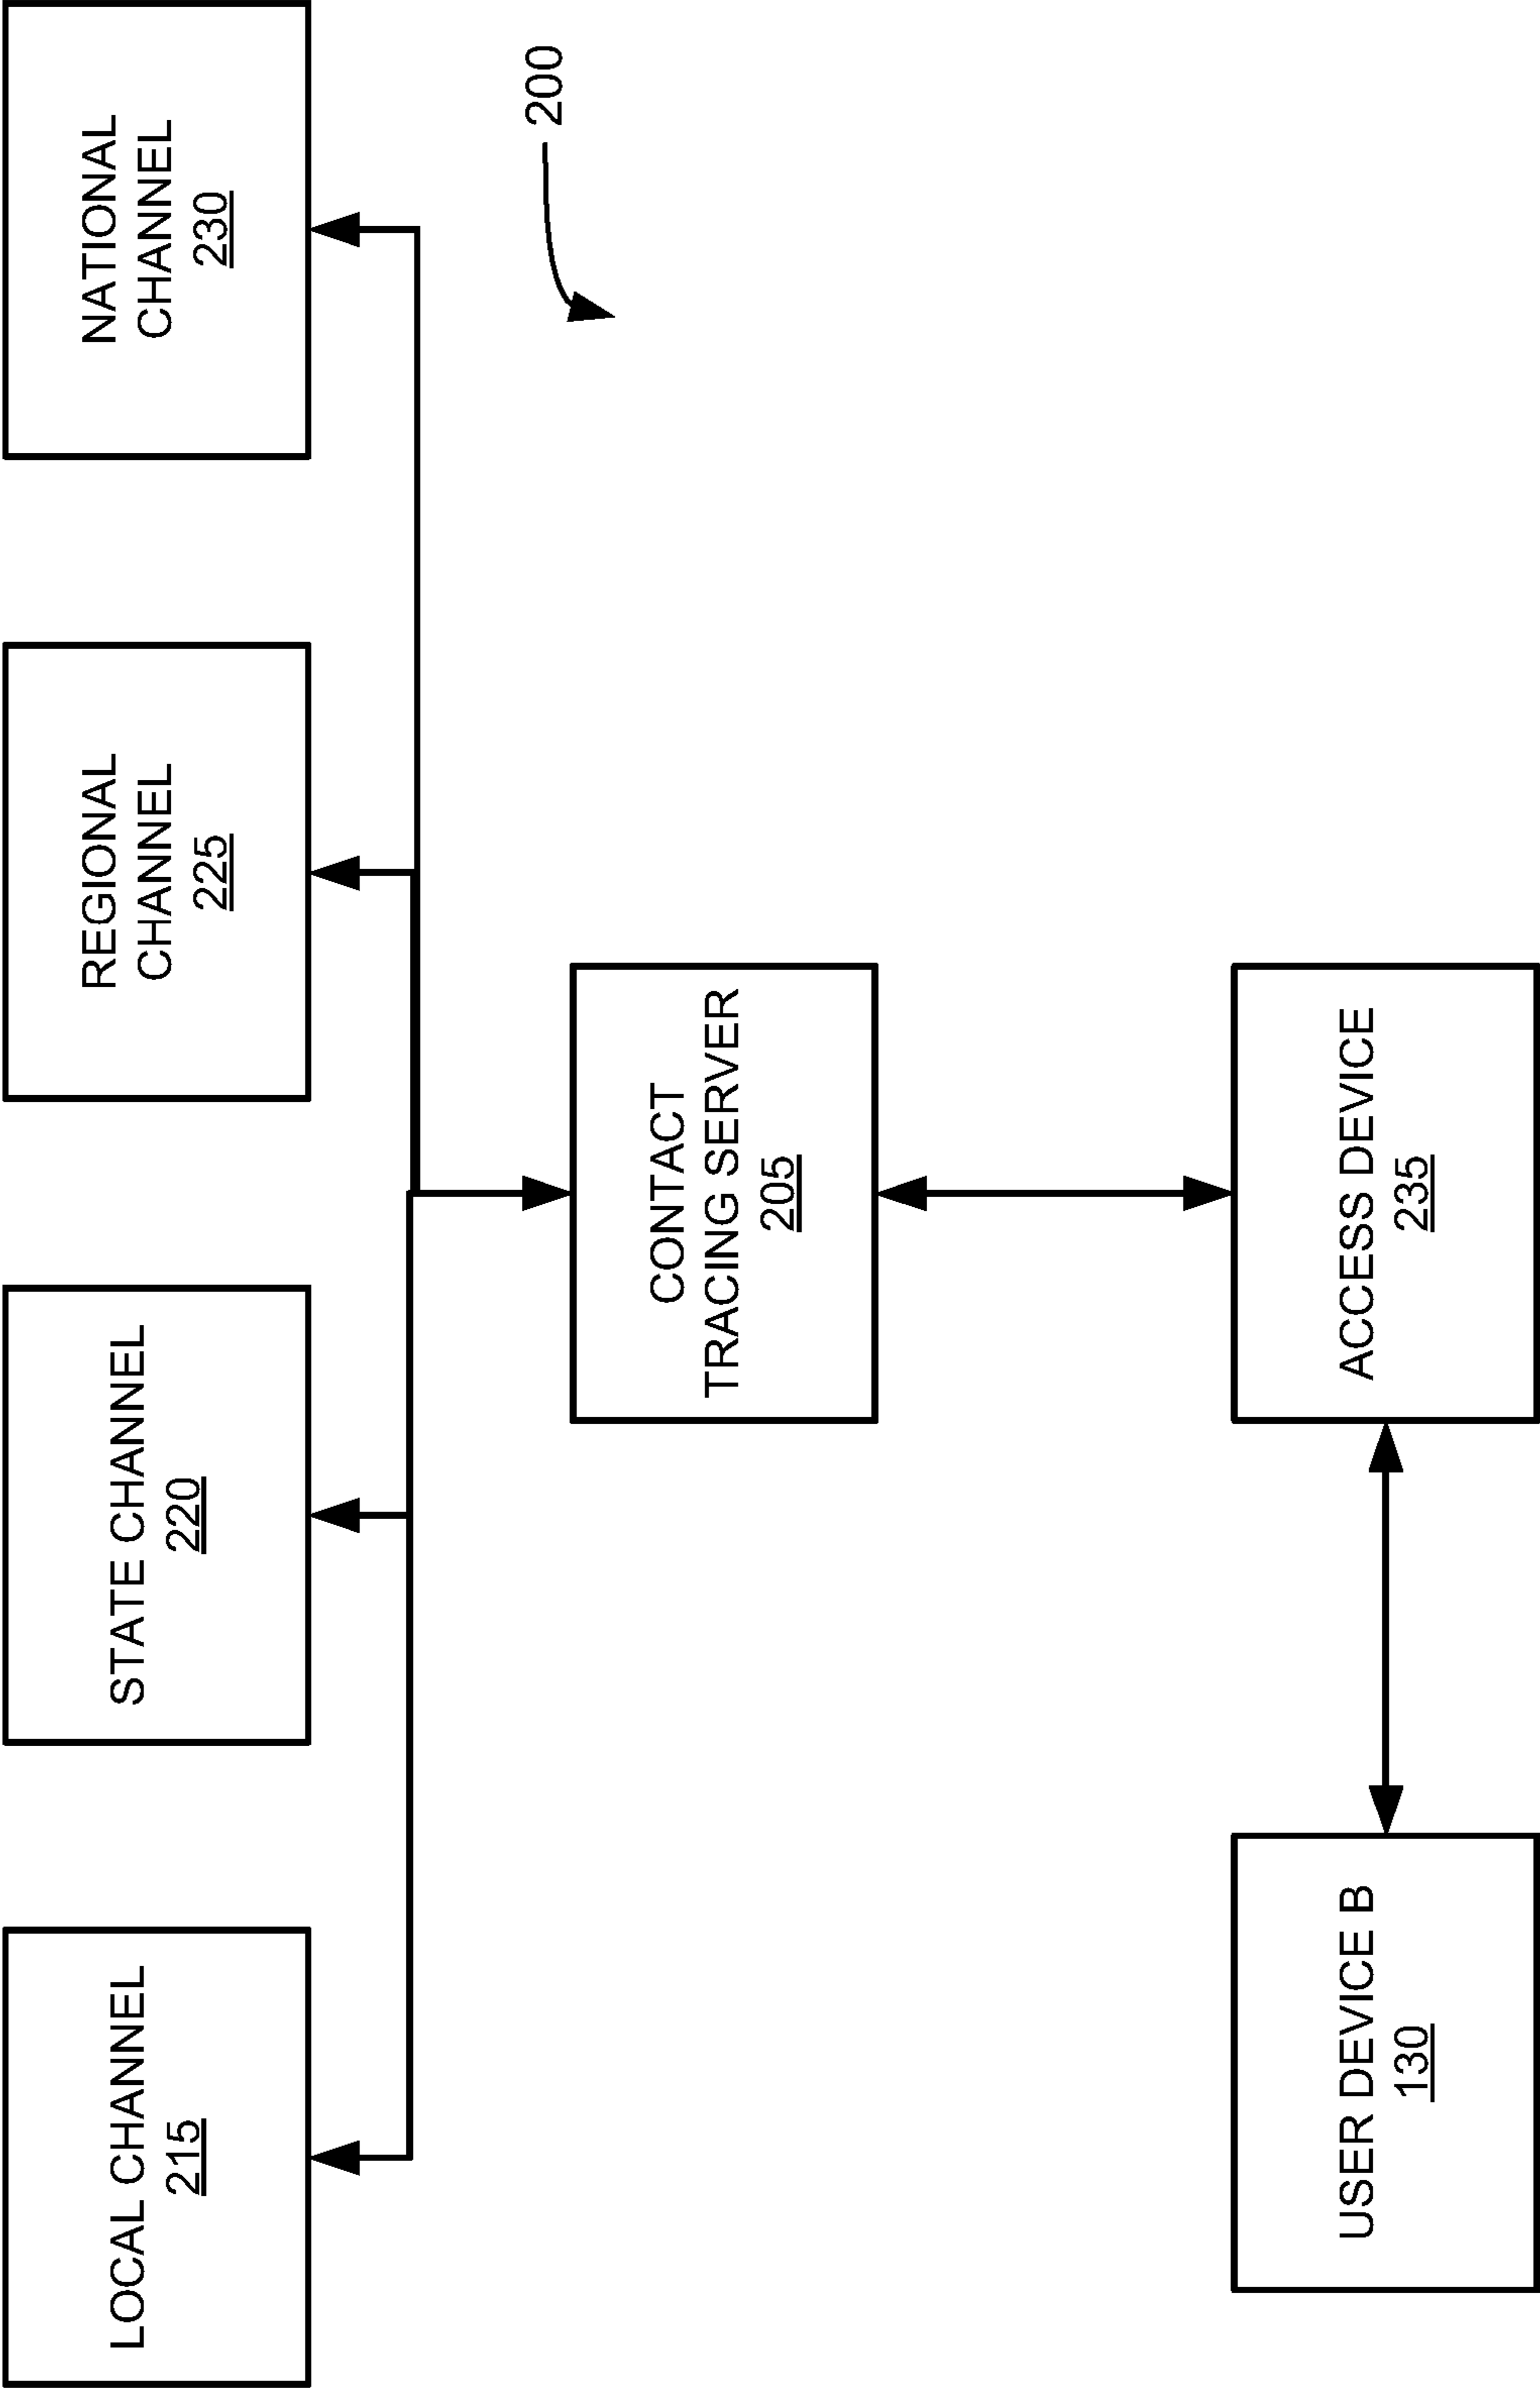 LOCAL CHANNEL
215
STATE CHANNEL
220
REGIONAL
CHANNEL
225
NATIONAL
CHANNEL
230
200
CONTACT
TRACING SERVER
205
USER DEVICE B
130
ACCESS DEVICE
235